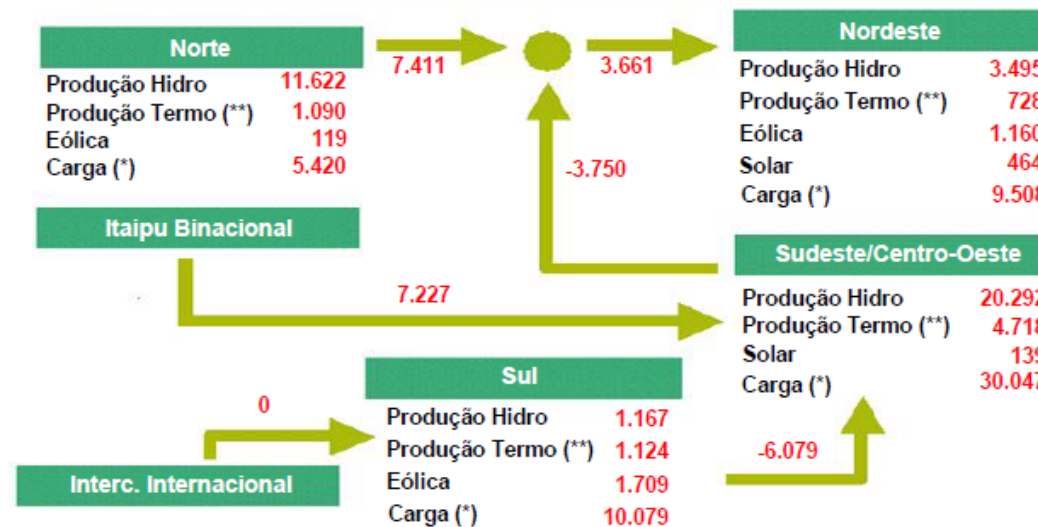 Norte
Produção Hidro 11.622
Produção Termo (**) 1.090
Eólica 119
Carga (*) 5.420
7.411
3.661
Nordeste
Produção Hidro 3.495
Produção Termo (**) 728
Eólica 1.160
Solar 464
Carga (*) 9.508
-3.750
Itaipu Binacional
7.227
Sudeste/Centro-Oeste
Produção Hidro 20.292
Produção Termo (**) 4.718
Solar 139
Carga (*) 30.047
Sul
Produção Hidro 1.167
Produção Termo (**) 1.124
Eólica 1.709
Carga (*) 10.079
0
-6.079
Interc. Internacional